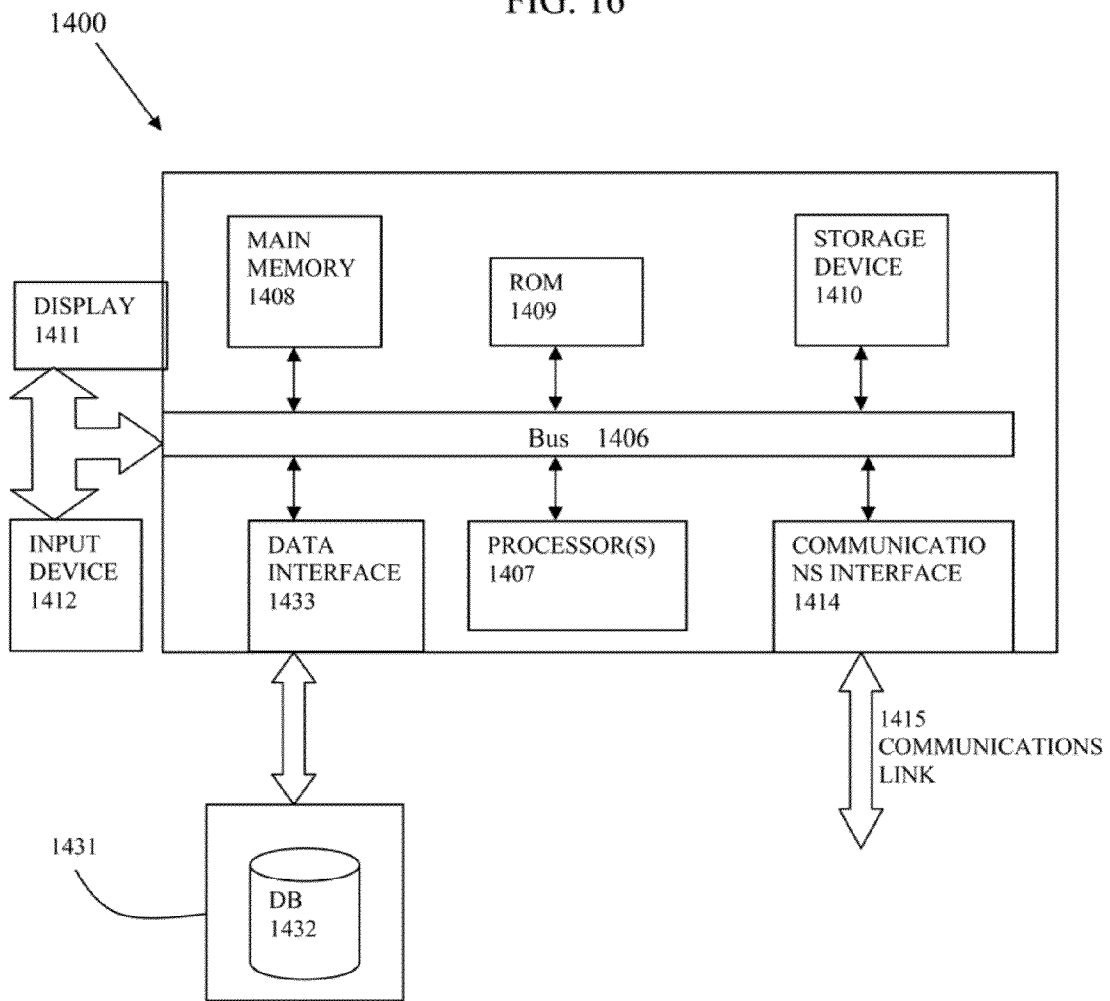 FIG. 16
1400
MAIN
MEMORY
1408
ROM
1409
STORAGE
DEVICE
1410
DISPLAY
1411
Bus 1406
INPUT
DEVICE
1412
DATA
INTERFACE
1433
PROCESSOR(S)
1407
COMMUNICATIO
NS INTERFACE
1414
1415
COMMUNICATIONS
LINK
1431
DB
1432